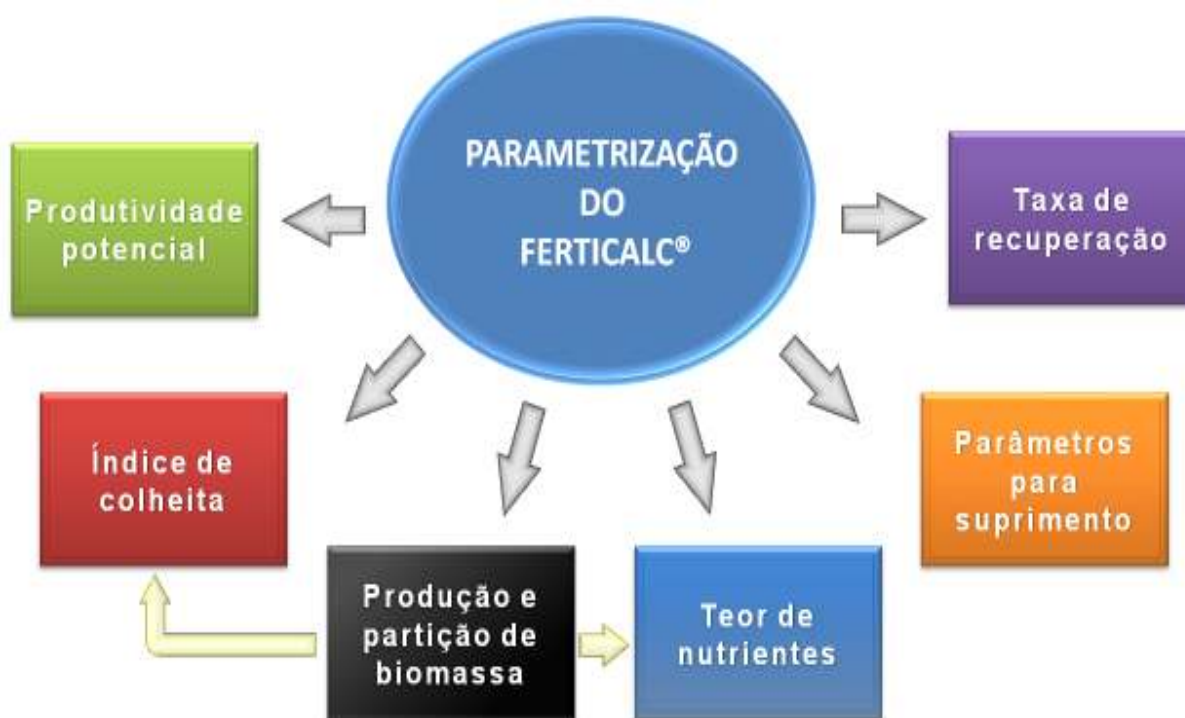 PARAMETRIZAÇÃO
DO
FERTICALC®
Produtividade
potencial
Taxa de
recuperação
Índice de
colheita
Parâmetros
para
suprimento
Produção e
partição de
biomassa
Teor de
nutrientes